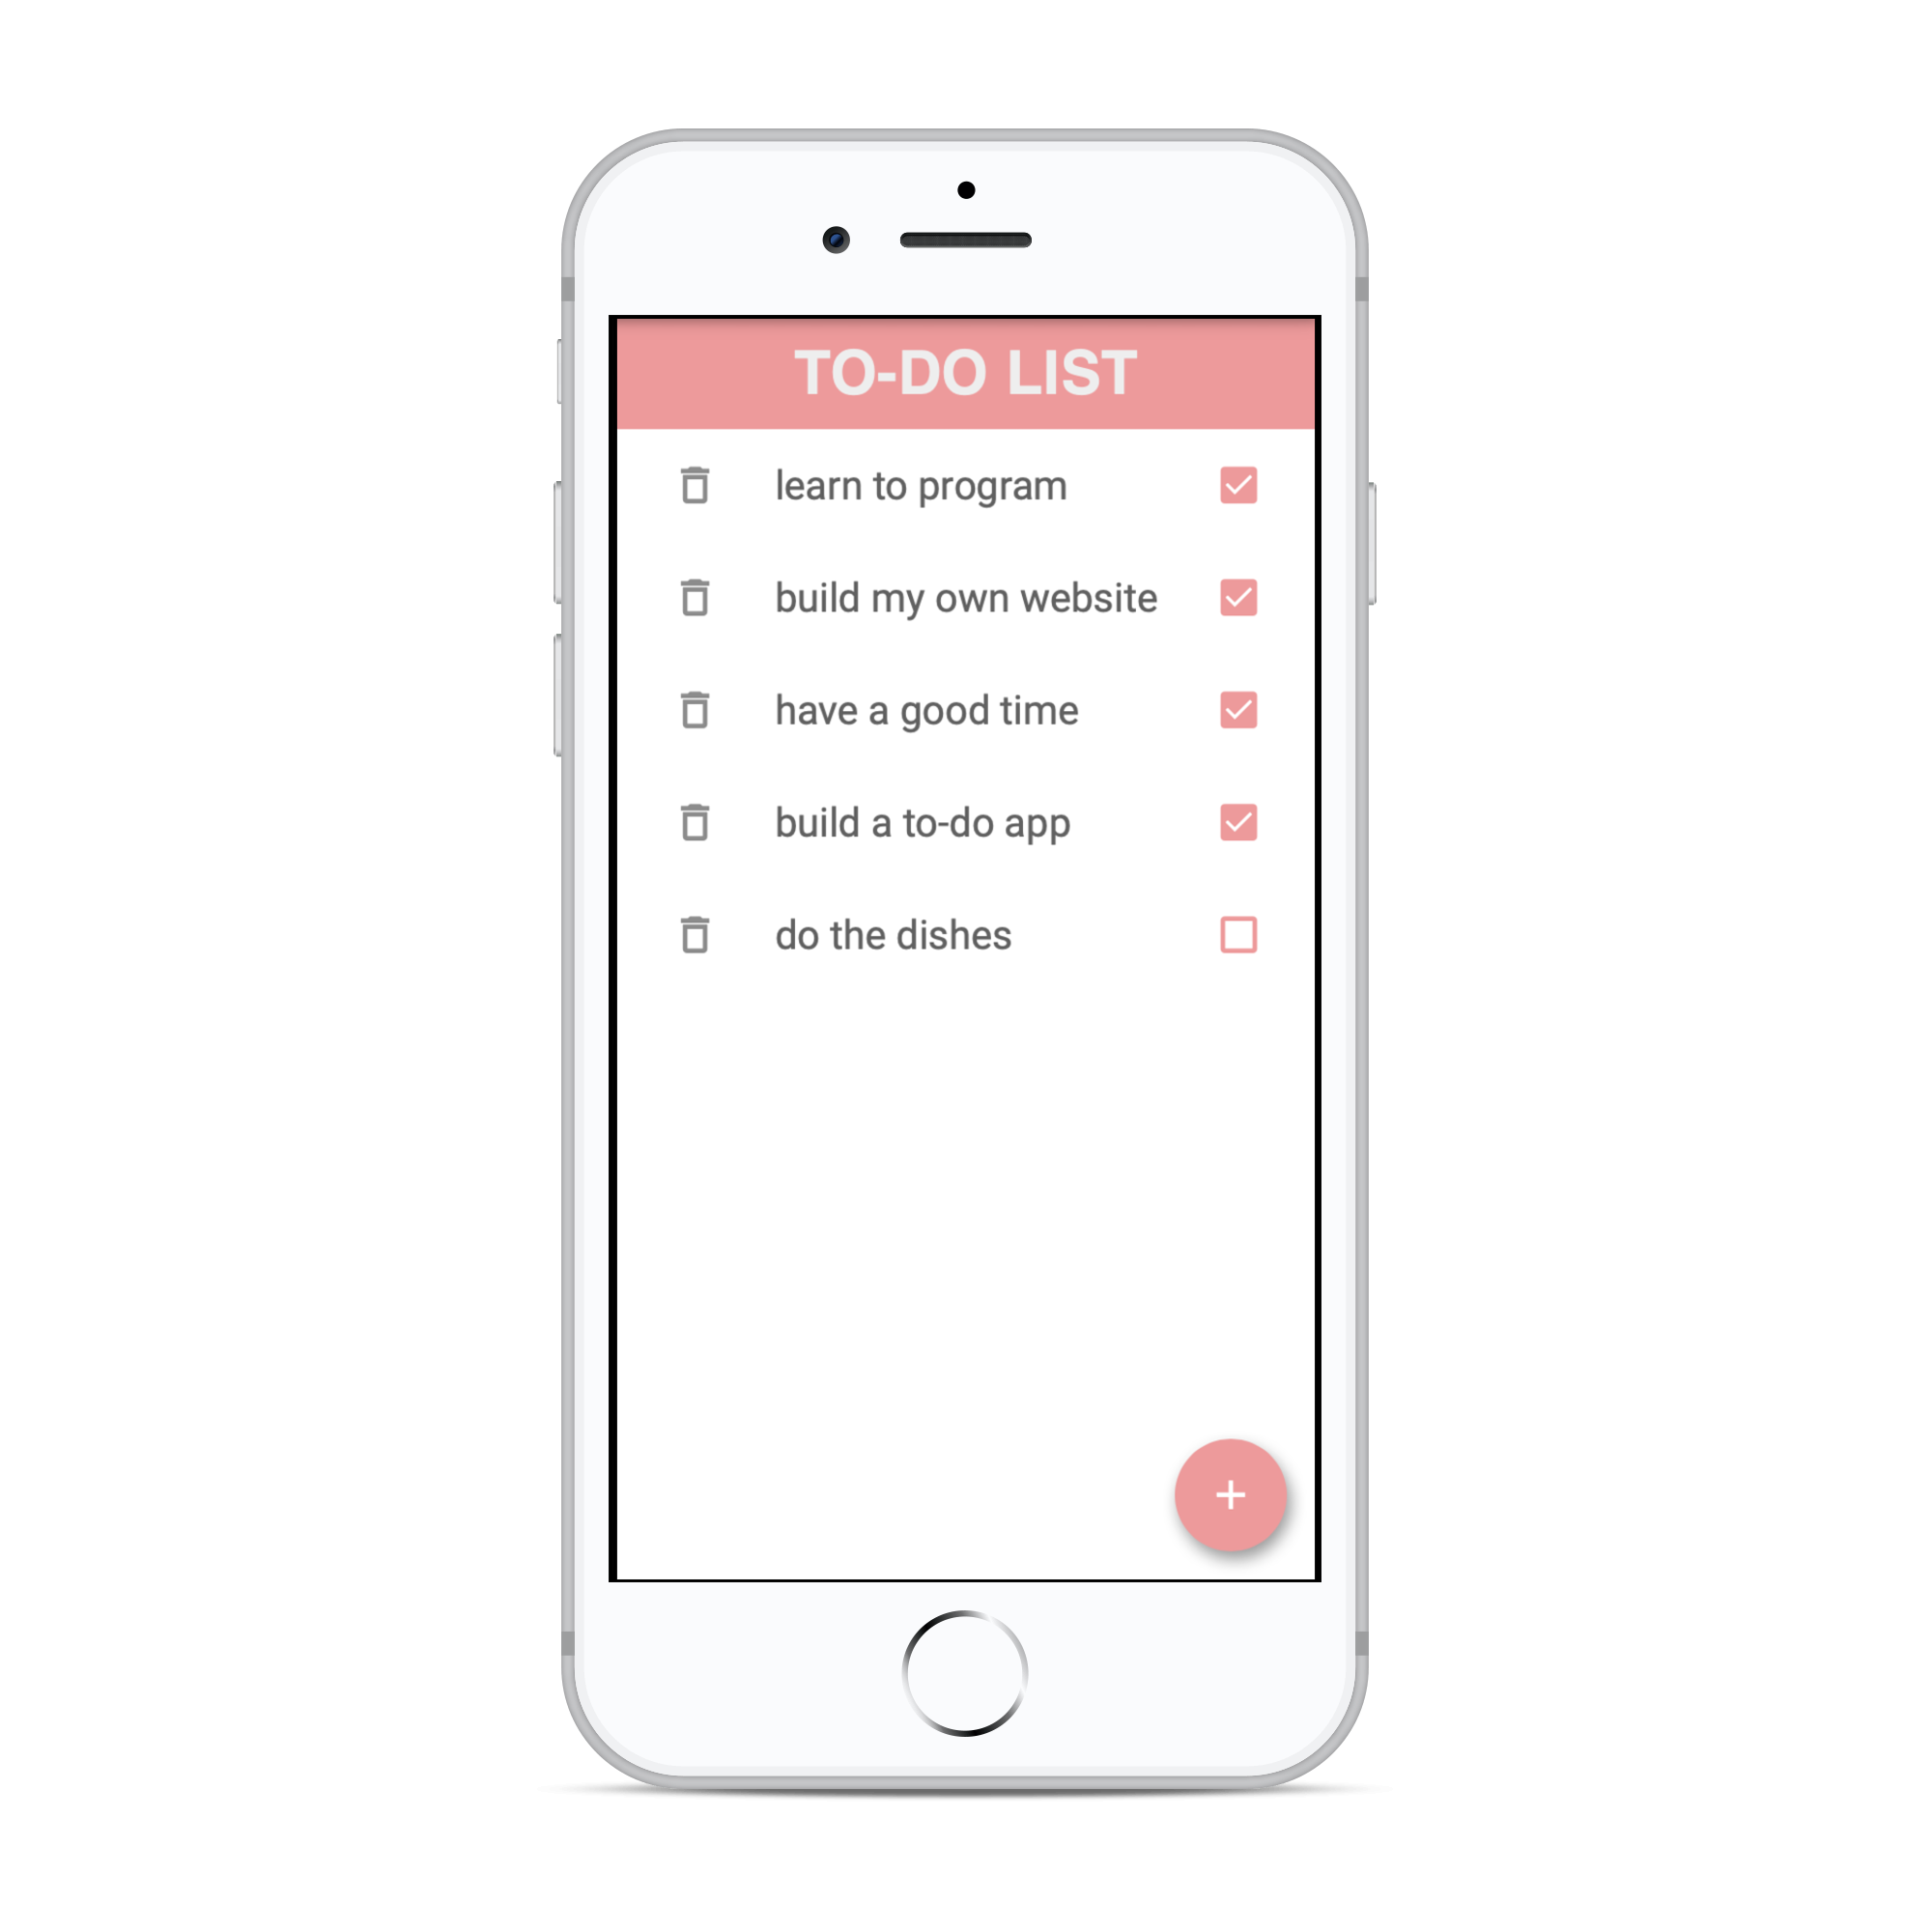 TO-DO LIST
learn to program
build my own website
have a good time
build a to-do app
do the dishes
+